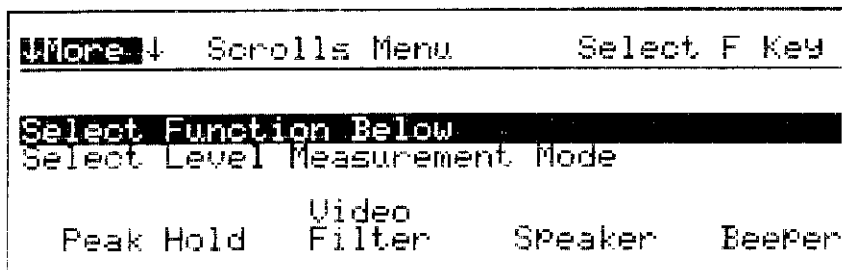 ↓More↓ Scrolls Menu Select F Key
Select Function Below
Select Level Measurement Mode
Video
Peak Hold Filter Speaker Beeper